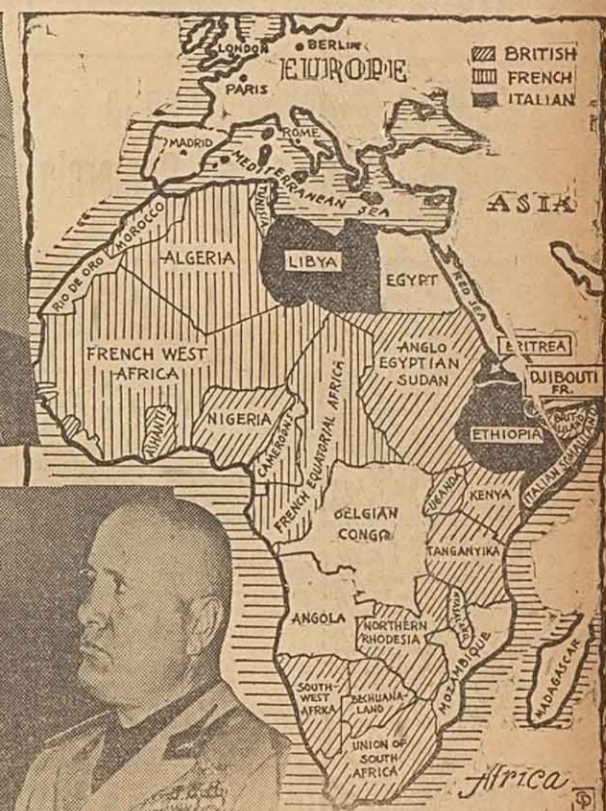 LONDON
BERLIN
EUROPE
PARIS
MADRID
ROME
MEDITERRANEAN SEA
BRITISH
FRENCH
ITALIAN
ASIA
TUNISIA
MOROCCO
RIO DE ORO
ALGERIA
LIBYA
EGYPT
RED SEA
ERITREA
DJIBOUTI
FR.
FRENCH WEST
AFRICA
ANGLO
EGYPTIAN
SUDAN
NIGERIA
ASHANTI
CAMEROONS
FRENCH EQUATORIAL AFRICA
ETHIOPIA
BRIT.
ITALIAN SOMALILAND
BELGIAN
CONGO
UGANDA
KENYA
TANGANYIKA
ANGOLA
NORTHERN
RHODESIA
MOZAMBIQUE
MADAGASCAR
SOUTH-
WEST
AFRIKA
BECHUANA-
LAND
UNION OF
SOUTH
AFRICA
Africa